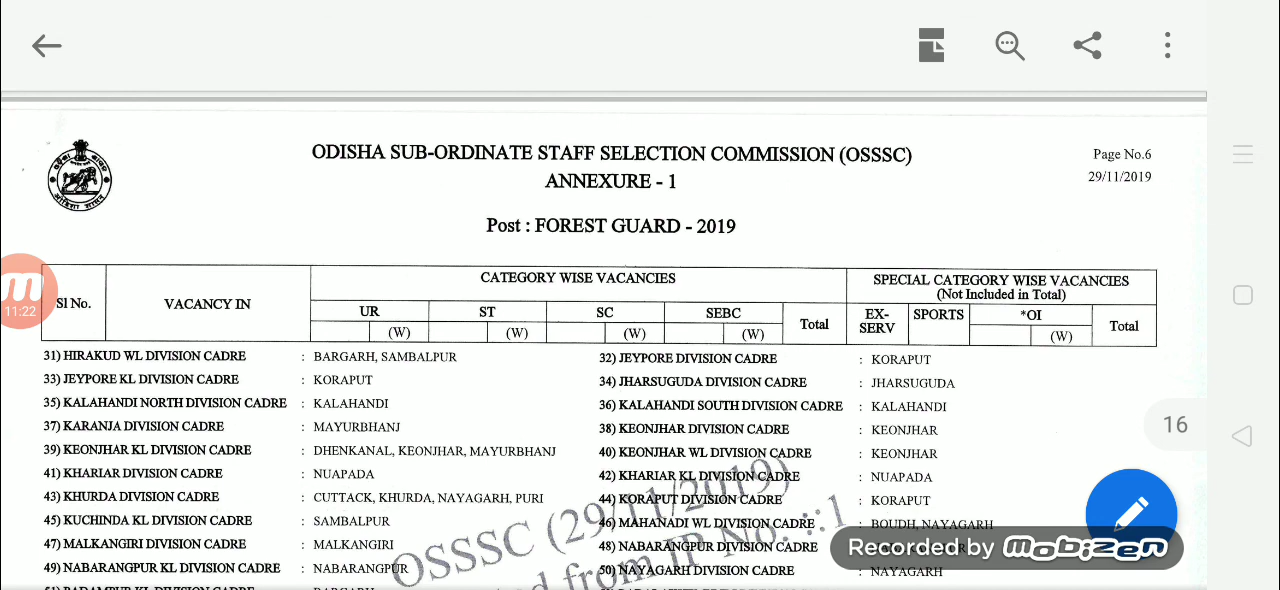 ODISHA SUB-ORDINATE STAFF SELECTION COMMISSION (OSSSC)
Page No.6
ANNEXURE - 1
29/11/2019
Post : FOREST GUARD - 2019
11:22
Sl No.
VACANCY IN
CATEGORY WISE VACANCIES
SPECIAL CATEGORY WISE VACANCIES
(Not Included in Total)
UR ST SC SEBC Total EX-SERV SPORTS *OI Total
(W) (W) (W) (W) (W)
31) HIRAKUD WL DIVISION CADRE : BARGARH, SAMBALPUR 32) JEYPORE DIVISION CADRE : KORAPUT
33) JEYPORE KL DIVISION CADRE : KORAPUT 34) JHARSUGUDA DIVISION CADRE : JHARSUGUDA
35) KALAHANDI NORTH DIVISION CADRE : KALAHANDI 36) KALAHANDI SOUTH DIVISION CADRE : KALAHANDI
37) KARANJA DIVISION CADRE : MAYURBHANJ 38) KEONJHAR DIVISION CADRE : KEONJHAR
39) KEONJHAR KL DIVISION CADRE : DHENKANAL, KEONJHAR, MAYURBHANJ 40) KEONJHAR WL DIVISION CADRE : KEONJHAR
41) KHARIAR DIVISION CADRE : NUAPADA 42) KHARIAR KL DIVISION CADRE : NUAPADA
43) KHURDA DIVISION CADRE : CUTTACK, KHURDA, NAYAGARH, PURI 44) KORAPUT DIVISION CADRE : KORAPUT
45) KUCHINDA KL DIVISION CADRE : SAMBALPUR 46) MAHANADI WL DIVISION CADRE : BOUDH, NAYAGARH
47) MALKANGIRI DIVISION CADRE : MALKANGIRI 48) NABARANGPUR DIVISION CADRE
49) NABARANGPUR KL DIVISION CADRE : NABARANGPUR 50) NAYAGARH DIVISION CADRE : NAYAGARH
OSSSC (29/11/2019)
from IP No. ::1
16
Recorded by mobizen